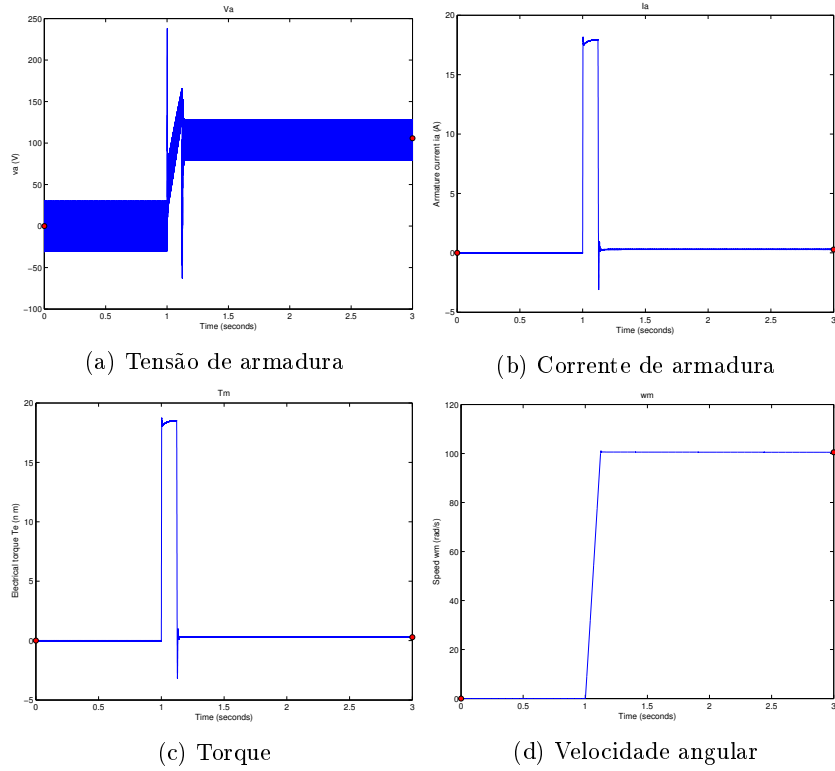 Va
250
200
150
100
50
0
−50
−100
va (V)
0 0.5 1 1.5 2 2.5 3
Time (seconds)
(a) Tensão de armadura
Ia
20
15
10
5
0
−5
Armature current ia (A)
0 0.5 1 1.5 2 2.5 3
Time (seconds)
(b) Corrente de armadura
Tm
20
15
10
5
0
−5
Electrical torque Te (n m)
0 0.5 1 1.5 2 2.5 3
Time (seconds)
(c) Torque
wm
120
100
80
60
40
20
0
Speed wm (rad/s)
0 0.5 1 1.5 2 2.5 3
Time (seconds)
(d) Velocidade angular